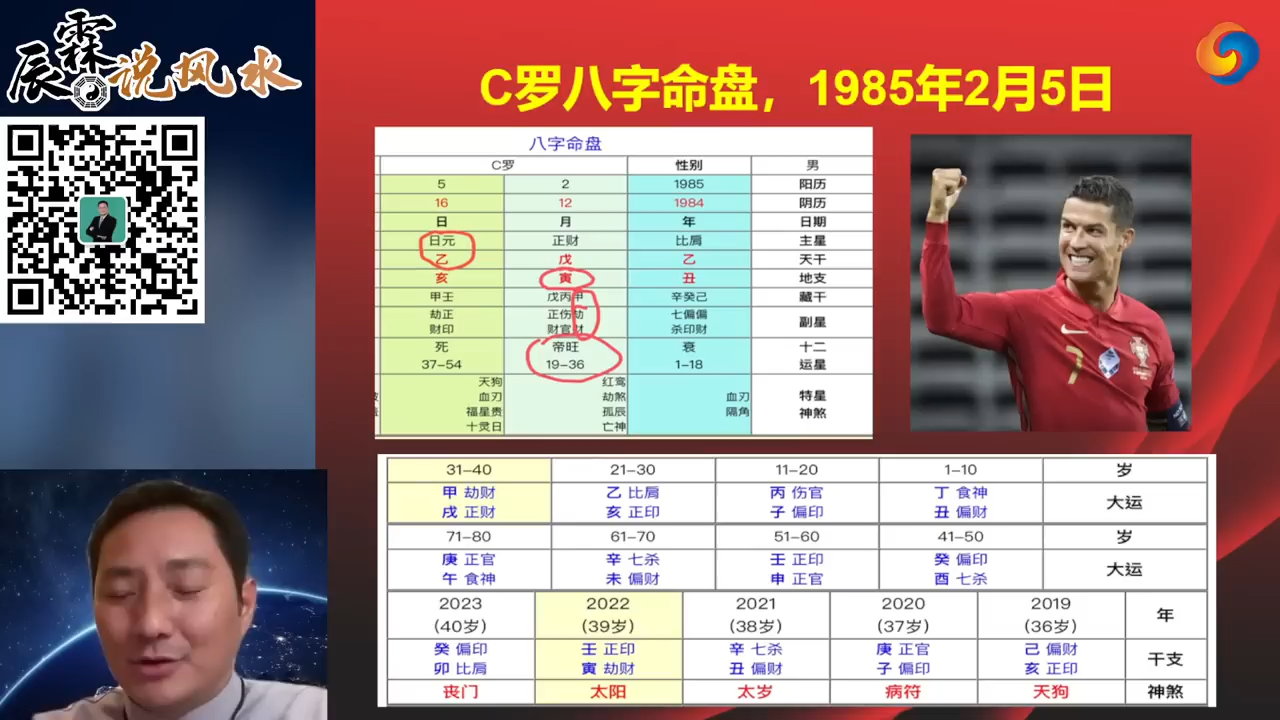 霖
辰 说风水
C罗八字命盘，1985年2月5日
八字命盘
C罗 性别 男
5 2 1985 阳历
16 12 1984 阴历
日 月 年 日期
日元 正财 比肩 主星
乙 戊 乙 天干
亥 寅 丑 地支
甲壬 戊丙甲 辛癸己 藏干
劫正 正伤劫 七偏偏 副星
财印 财官财 杀印财
死 帝旺 衰 十二
37–54 19–36 1–18 运星
天狗 红鸾
血刃 劫煞 血刃 特星
福星贵 孤辰 隔角 神煞
十灵日 亡神
7
31–40 21–30 11–20 1–10 岁
甲 劫财 乙 比肩 丙 伤官 丁 食神 大运
戌 正财 亥 正印 子 偏印 丑 偏财
71–80 61–70 51–60 41–50 岁
庚 正官 辛 七杀 壬 正印 癸 偏印 大运
午 食神 未 偏财 申 正官 酉 七杀
2023 2022 2021 2020 2019 年
(40岁) (39岁) (38岁) (37岁) (36岁)
癸 偏印 壬 正印 辛 七杀 庚 正官 己 偏财 干支
卯 比肩 寅 劫财 丑 偏财 子 偏印 亥 正印
丧门 太阳 太岁 病符 天狗 神煞